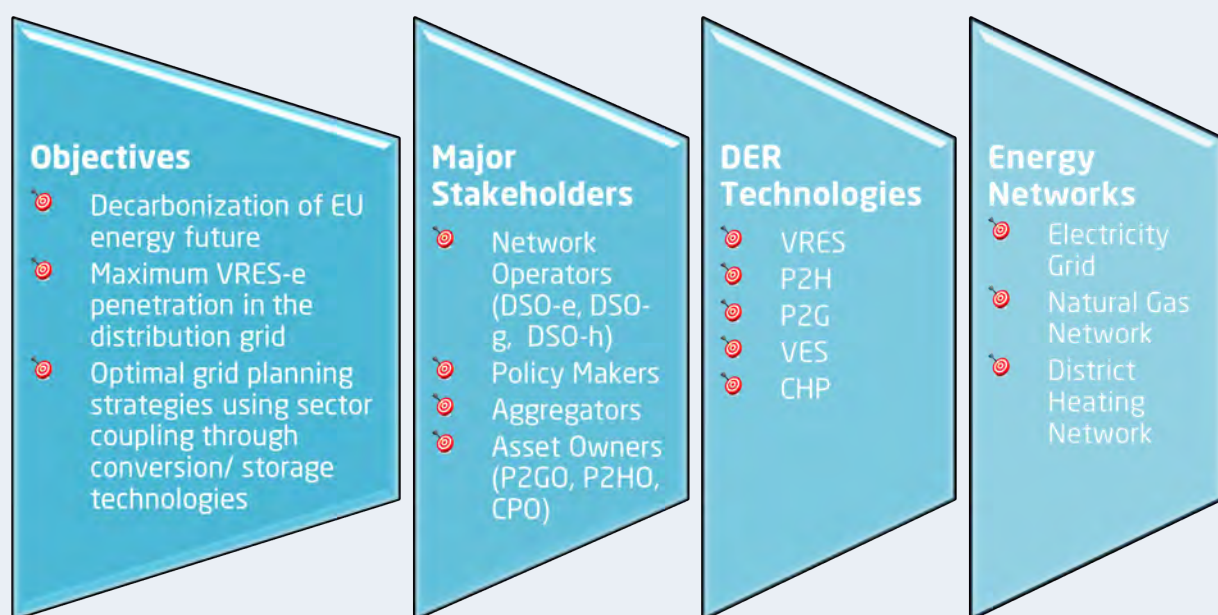 Objectives
Decarbonization of EU
energy future
Maximum VRES-e
penetration in the
distribution grid
Optimal grid planning
strategies using sector
coupling through
conversion/ storage
technologies
Major
Stakeholders
Network
Operators
(DSO-e, DSO-
g, DSO-h)
Policy Makers
Aggregators
Asset Owners
(P2GO, P2HO,
CPO)
DER
Technologies
VRES
P2H
P2G
VES
CHP
Energy
Networks
Electricity
Grid
Natural Gas
Network
District
Heating
Network